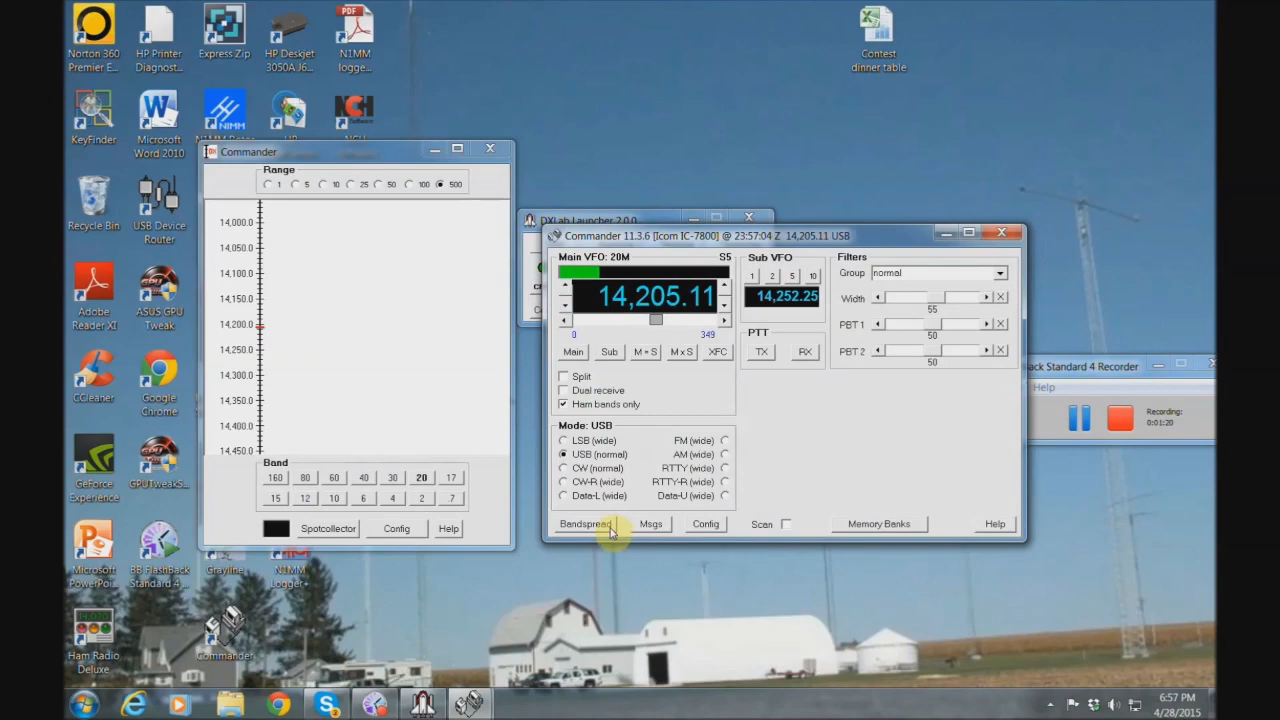 Norton 360
Premier E...
HP Printer
Diagnost...
Express Zip
HP Deskjet
3050A J6...
PDF
N1MM
logge...
Contest
dinner table
KeyFinder
Microsoft
Word 2010
NIMM
NCH
Software
Recycle Bin
USB Device
Router
Adobe
Reader XI
ASUS GPU
Tweak
CCleaner
Google
Chrome
GeForce
Experience
GPUTweakS...
Microsoft
PowerPoi...
BB FlashBack
Standard 4...
Grayline
N1MM
Logger+
Ham Radio
Deluxe
Commander
DX
Commander
Range
1 5 10 25 50 100 500
14,000.0
14,050.0
14,100.0
14,150.0
14,200.0
14,250.0
14,300.0
14,350.0
14,400.0
14,450.0
Band
160 80 60 40 30 20 17
15 12 10 6 4 2 .7
Spotcollector Config Help
DXLab Launcher 2.0.0
Commander 11.3.6 [Icom IC-7800] @ 23:57:04 Z 14,205.11 USB
Main VFO: 20M S5
14,205.11
0 349
Main Sub M = S M x S XFC
Split
Dual receive
Ham bands only
Mode: USB
LSB (wide) FM (wide)
USB (normal) AM (wide)
CW (normal) RTTY (wide)
CW-R (wide) RTTY-R (wide)
Data-L (wide) Data-U (wide)
Bandspread Msgs Config Scan Memory Banks Help
Sub VFO
1 2 5 10
14,252.25
PTT
TX RX
Filters
Group normal
Width
55
PBT 1
50
PBT 2
50
ack Standard 4 Recorder
Help
Recording:
0:01:20
6:57 PM
4/28/2015